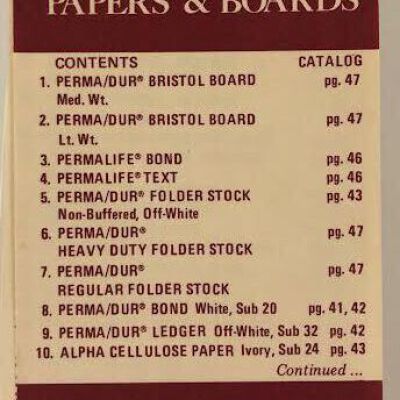 PAPERS & BOARDS
CONTENTS CATALOG
1. PERMA/DUR® BRISTOL BOARD pg. 47
Med. Wt.
2. PERMA/DUR® BRISTOL BOARD pg. 47
Lt. Wt.
3. PERMALIFE® BOND pg. 46
4. PERMALIFE® TEXT pg. 46
5. PERMA/DUR® FOLDER STOCK pg. 43
Non-Buffered, Off-White
6. PERMA/DUR® pg. 47
HEAVY DUTY FOLDER STOCK
7. PERMA/DUR® pg. 47
REGULAR FOLDER STOCK
8. PERMA/DUR® BOND White, Sub 20 pg. 41, 42
9. PERMA/DUR® LEDGER Off-White, Sub 32 pg. 42
10. ALPHA CELLULOSE PAPER Ivory, Sub 24 pg. 43
Continued ...